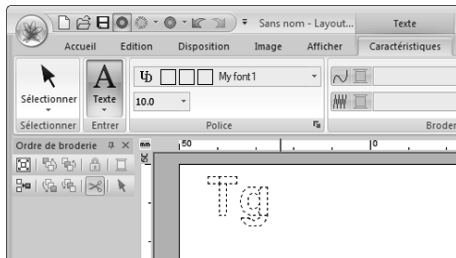 Sans nom - Layout... Texte
Accueil Edition Disposition Image Afficher Caractéristiques
My font1
Sélectionner A Texte 10.0
Sélectionner Entrer Police Broder
Ordre de broderie mm 50 0
50
Tg